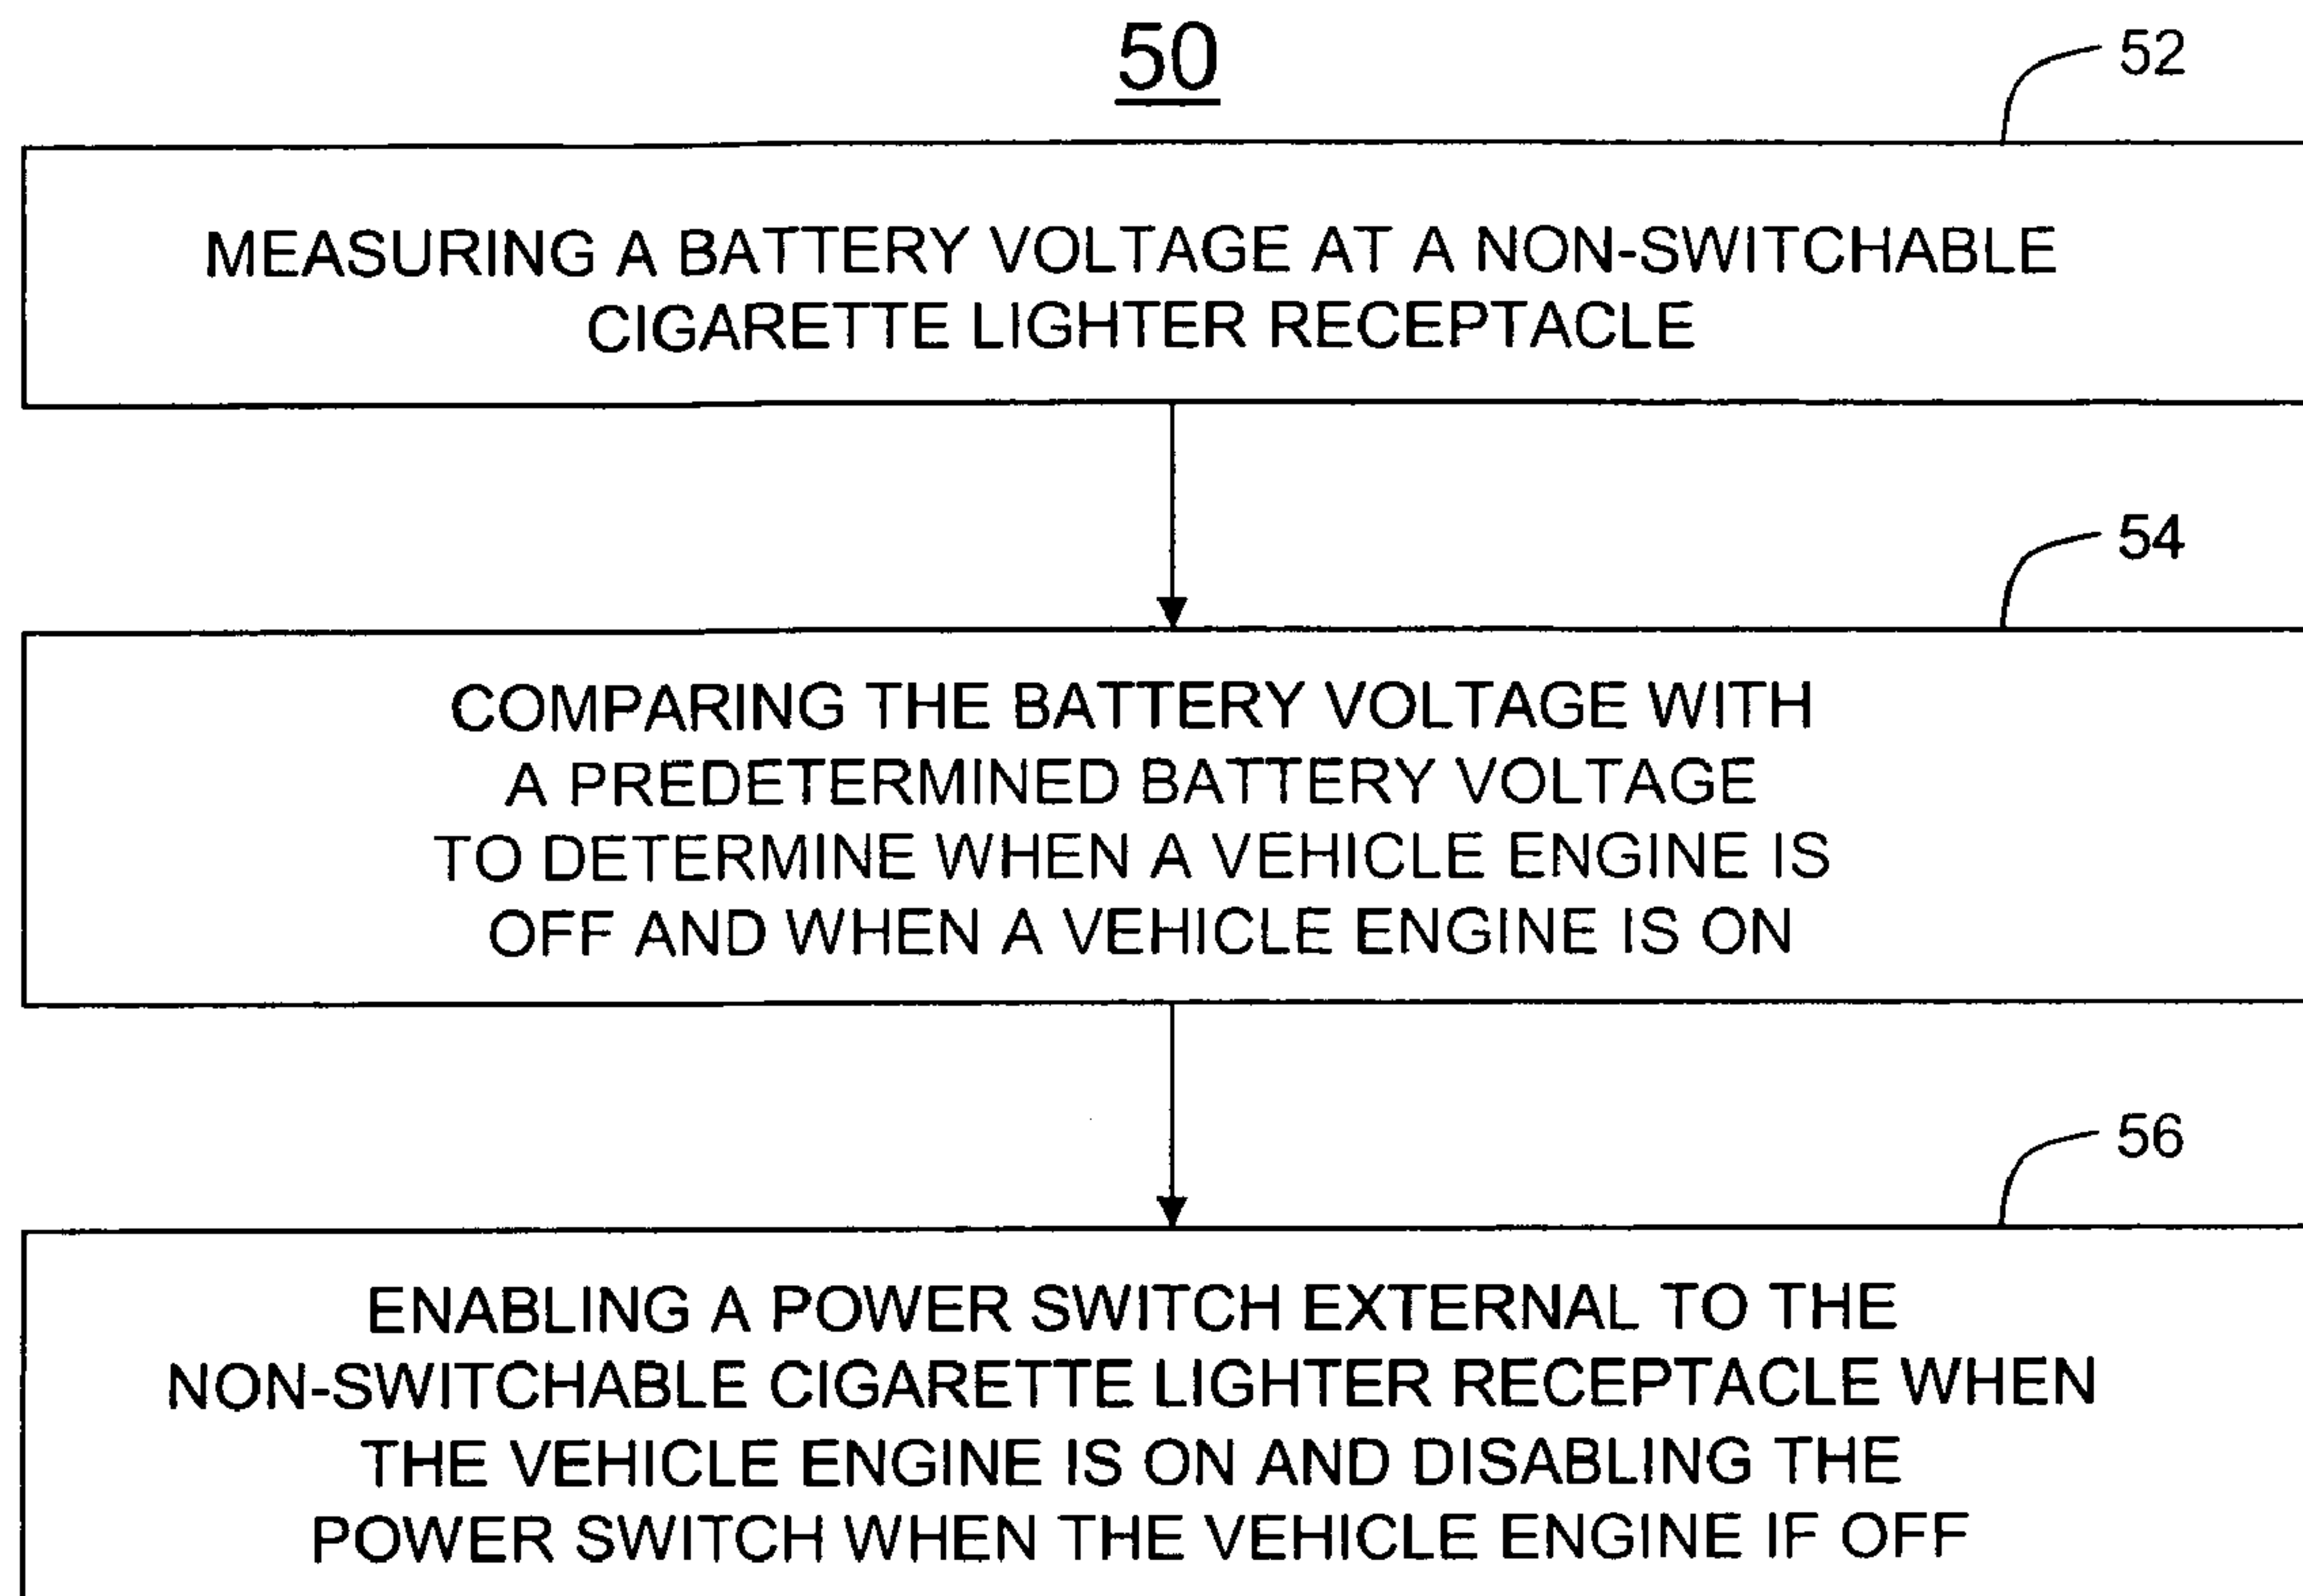 50
52
MEASURING A BATTERY VOLTAGE AT A NON-SWITCHABLE
CIGARETTE LIGHTER RECEPTACLE
54
COMPARING THE BATTERY VOLTAGE WITH
A PREDETERMINED BATTERY VOLTAGE
TO DETERMINE WHEN A VEHICLE ENGINE IS
OFF AND WHEN A VEHICLE ENGINE IS ON
56
ENABLING A POWER SWITCH EXTERNAL TO THE
NON-SWITCHABLE CIGARETTE LIGHTER RECEPTACLE WHEN
THE VEHICLE ENGINE IS ON AND DISABLING THE
POWER SWITCH WHEN THE VEHICLE ENGINE IF OFF